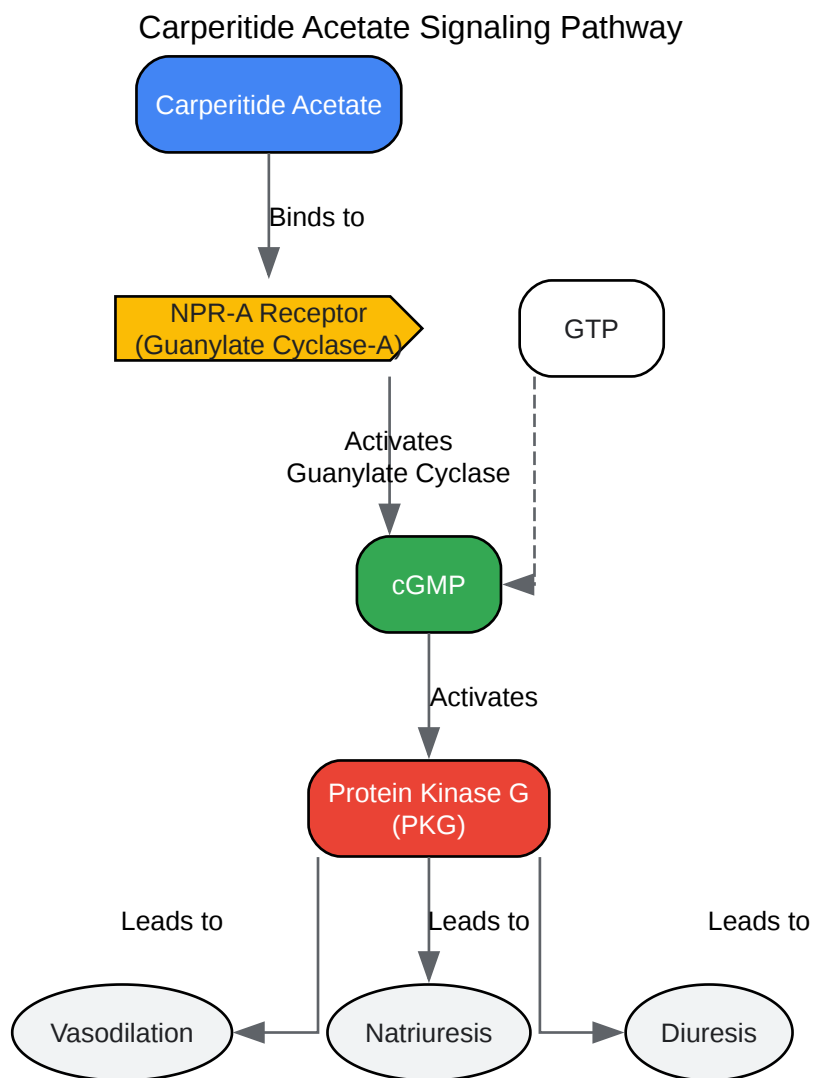 Carperitide Acetate Signaling Pathway
Carperitide Acetate
Binds to
NPR-A Receptor
(Guanylate Cyclase-A)
GTP
Activates
Guanylate Cyclase
cGMP
Activates
Protein Kinase G
(PKG)
Leads to
Leads to
Leads to
Vasodilation
Natriuresis
Diuresis